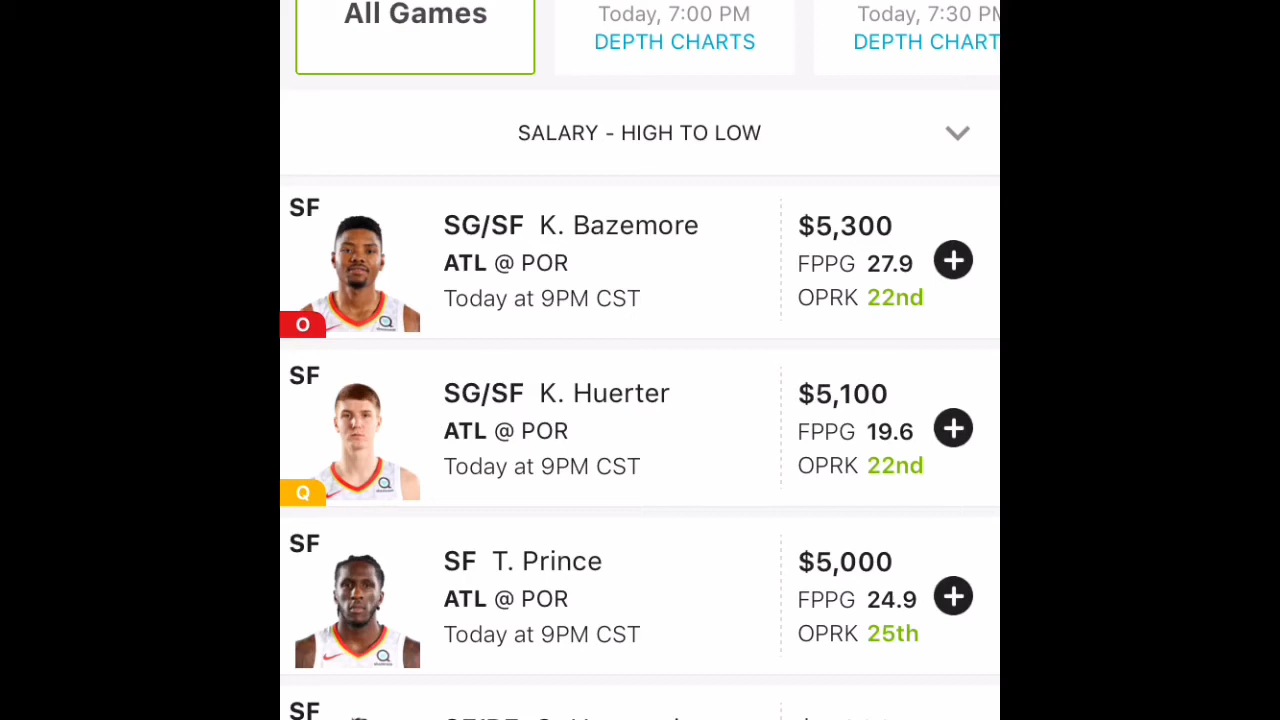 All Games
Today, 7:00 PM
DEPTH CHARTS
Today, 7:30 PM
DEPTH CHART
SALARY - HIGH TO LOW
SF
SG/SF K. Bazemore
ATL @ POR
Today at 9PM CST
O
$5,300
FPPG 27.9
OPRK 22nd
SF
SG/SF K. Huerter
ATL @ POR
Today at 9PM CST
Q
$5,100
FPPG 19.6
OPRK 22nd
SF
SF T. Prince
ATL @ POR
Today at 9PM CST
$5,000
FPPG 24.9
OPRK 25th
SF